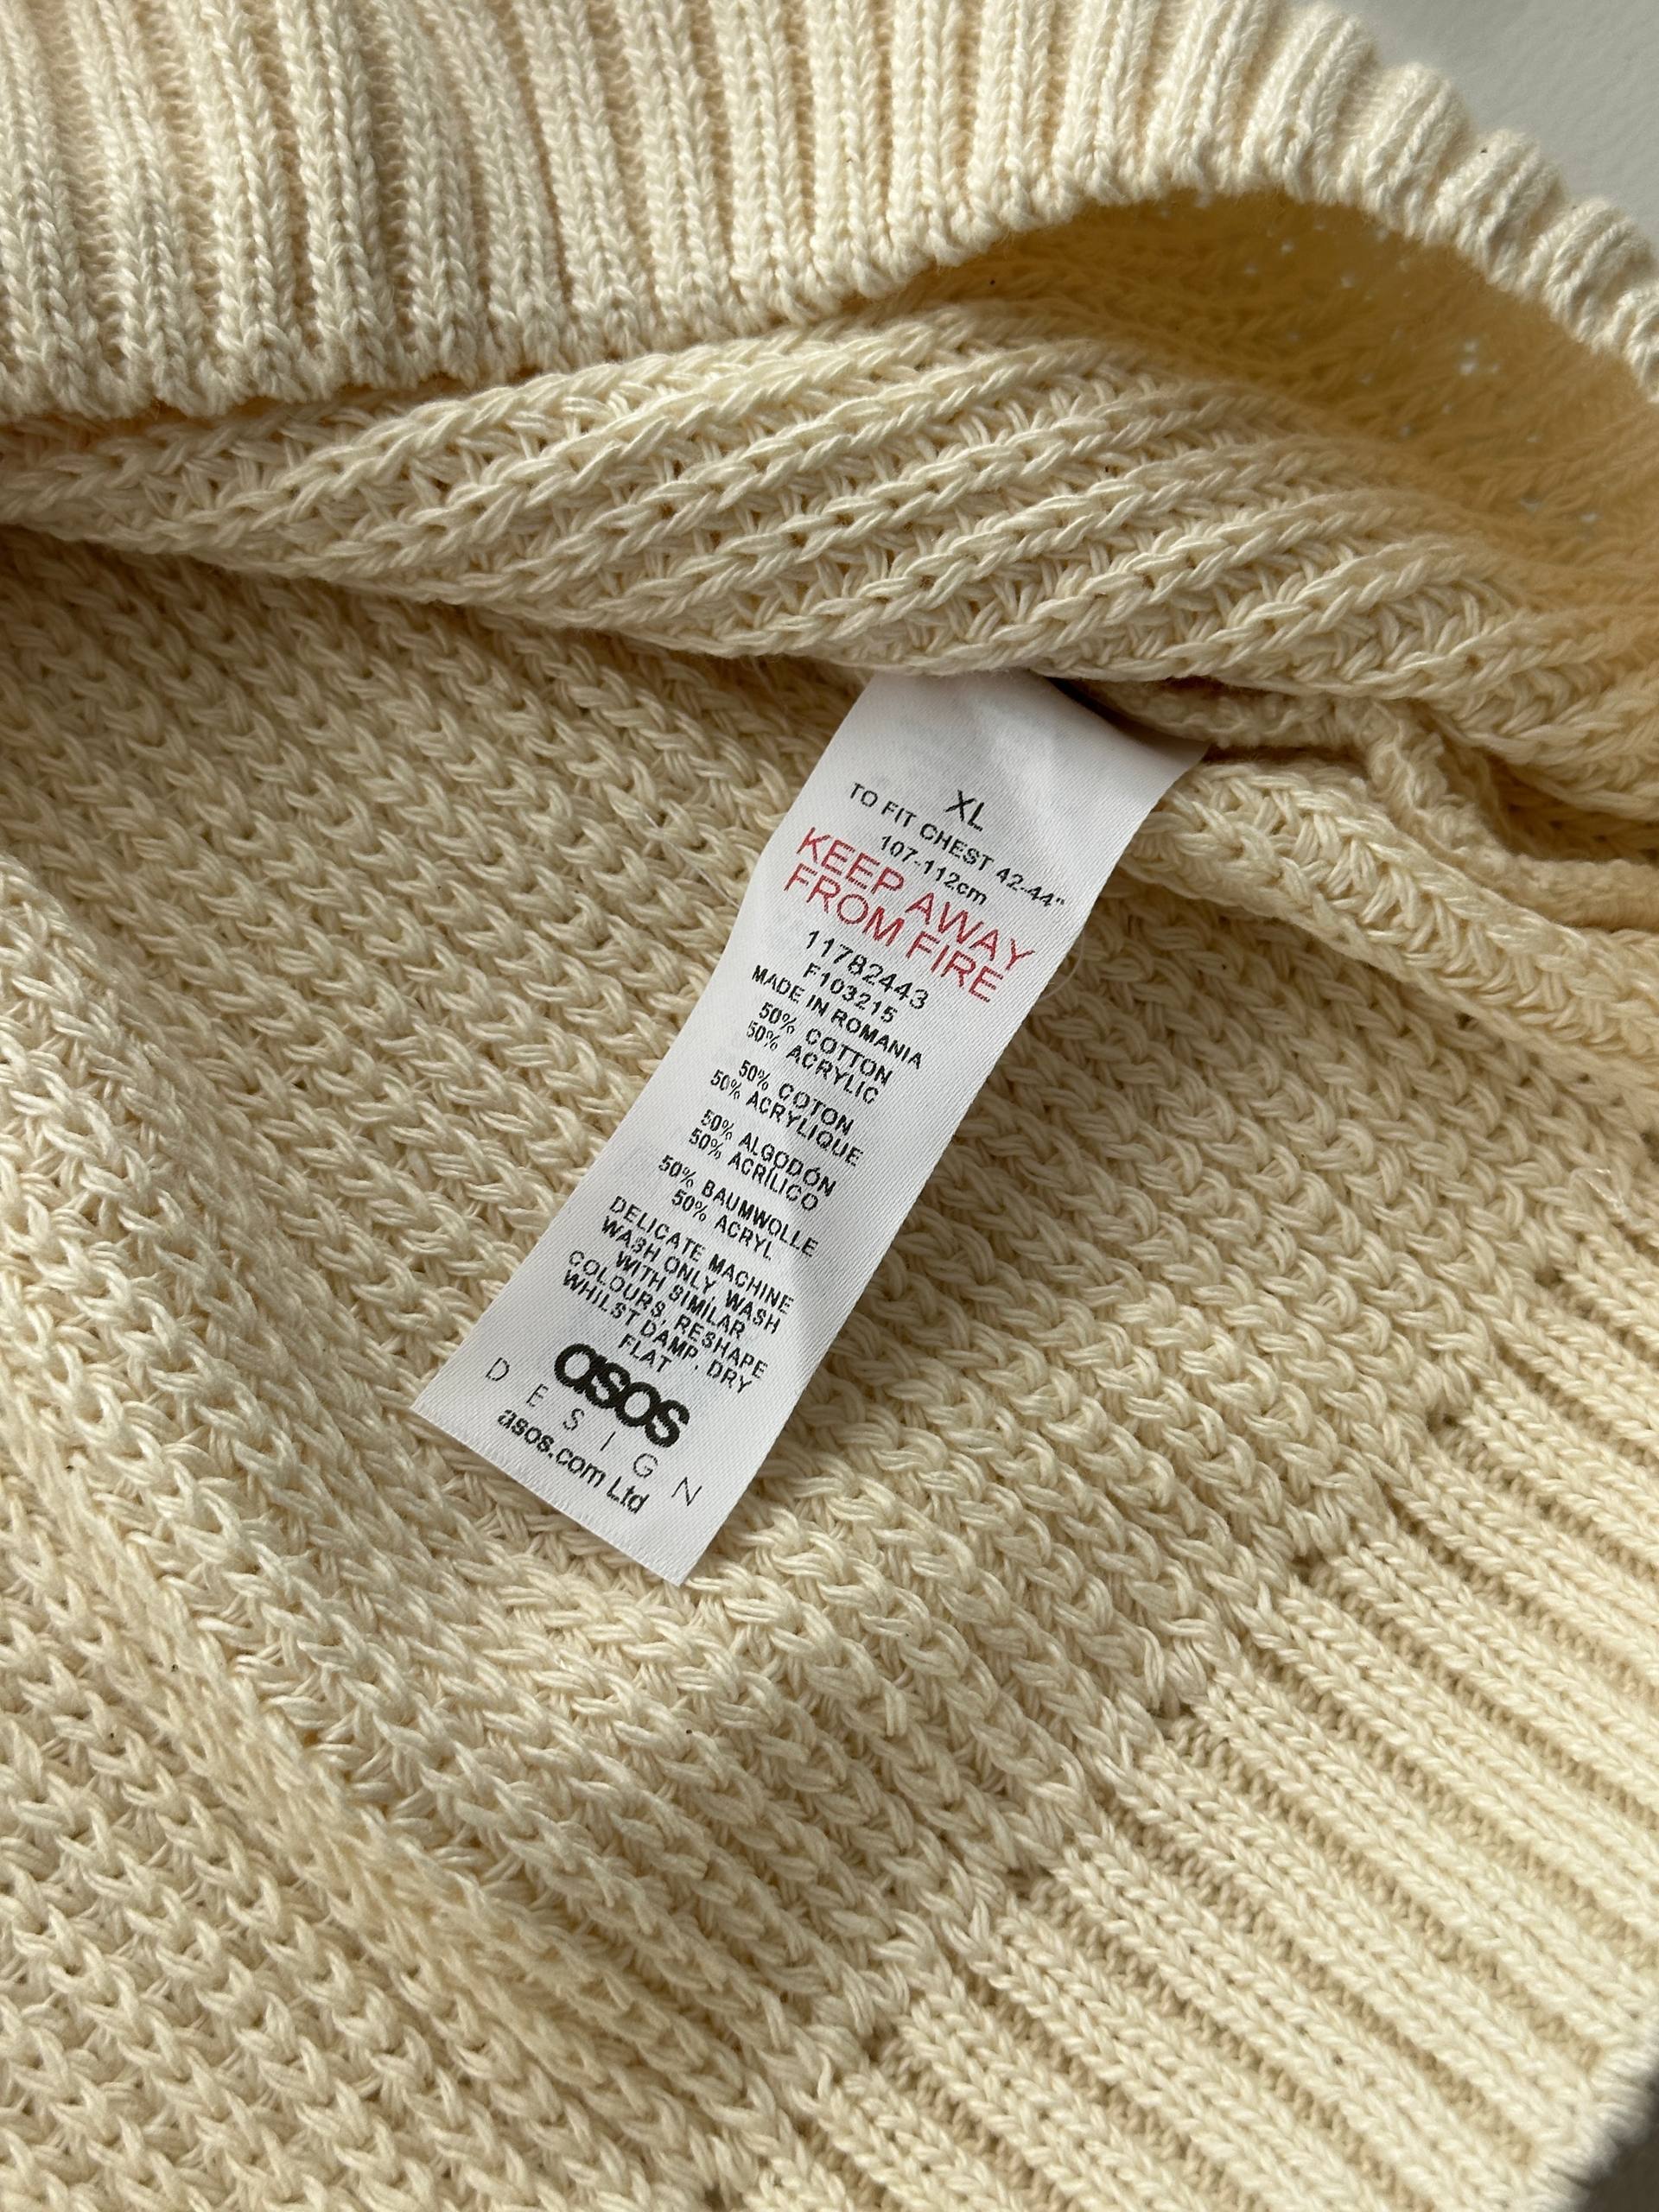 XL
TO FIT CHEST 42-44"
107-112cm
KEEP AWAY
FROM FIRE
11782443
F103215
MADE IN ROMANIA
50% COTTON
50% ACRYLIC
50% COTON
50% ACRYLIQUE
50% ALGODÓN
50% ACRÍLICO
50% BAUMWOLLE
50% ACRYL
DELICATE MACHINE
WASH ONLY, WASH
WITH SIMILAR
COLOURS, RESHAPE
WHILST DAMP, DRY
FLAT
asos
DESIGN
asos.com Ltd